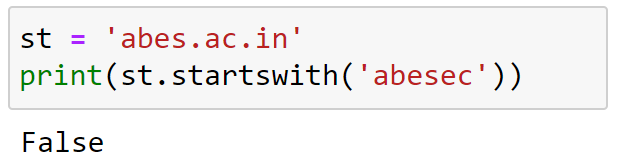 st = 'abes.ac.in'
print(st.startswith('abesec'))
False